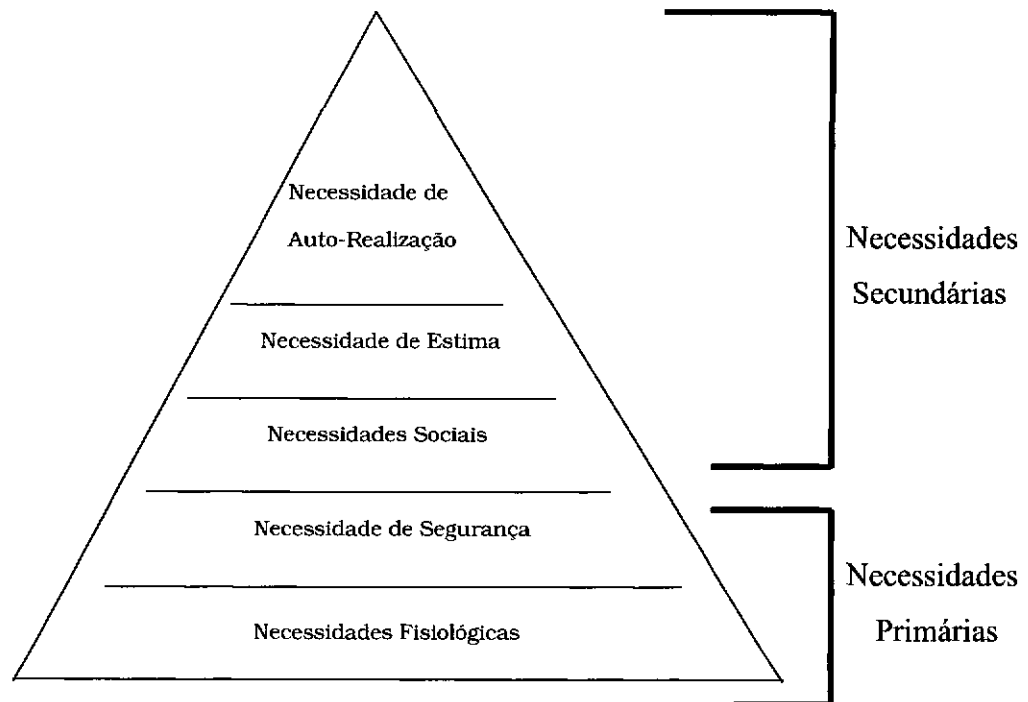 Necessidade de
Auto-Realização
Necessidade de Estima
Necessidades Sociais
Necessidade de Segurança
Necessidades Fisiológicas
Necessidades
Secundárias
Necessidades
Primárias